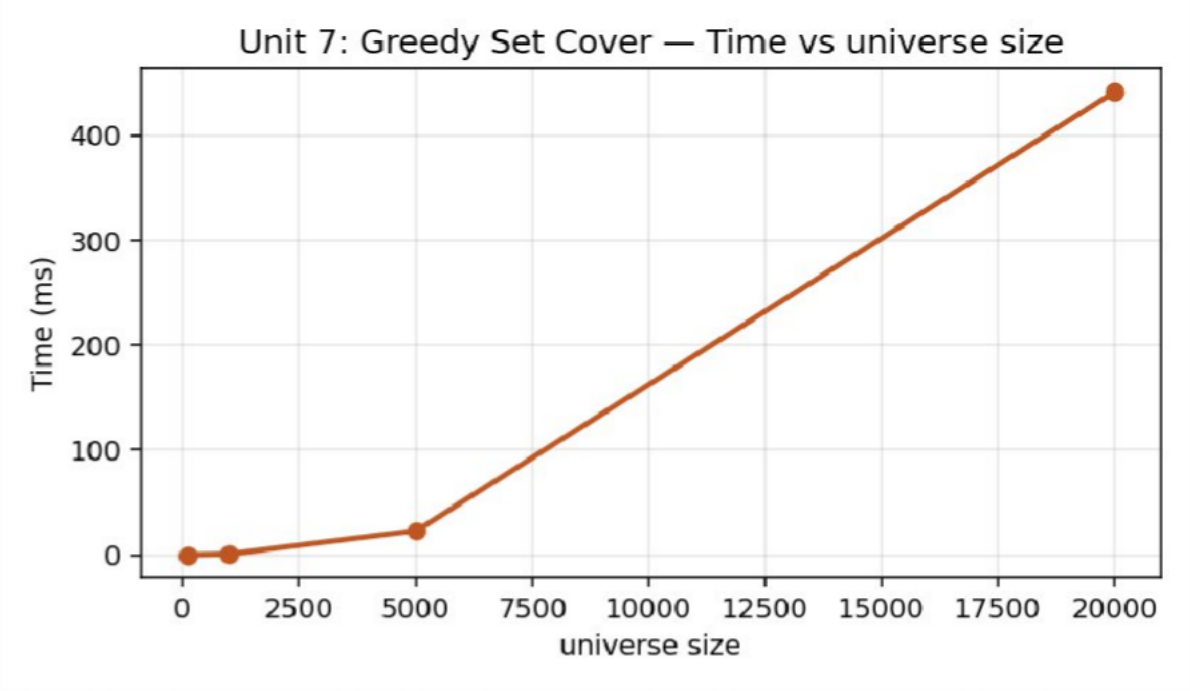 Unit 7: Greedy Set Cover — Time vs universe size
400
300
200
100
0
Time (ms)
0 2500 5000 7500 10000 12500 15000 17500 20000
universe size